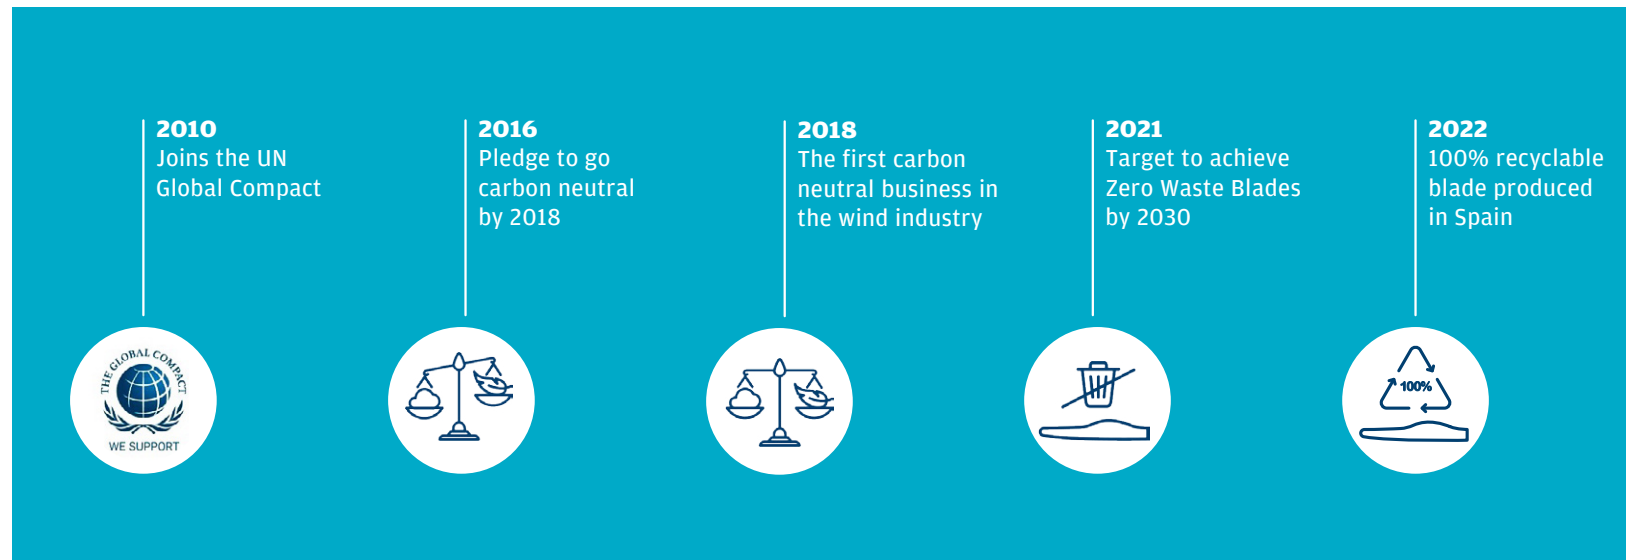 2010
Joins the UN
Global Compact
2016
Pledge to go
carbon neutral
by 2018
2018
The first carbon
neutral business in
the wind industry
2021
Target to achieve
Zero Waste Blades
by 2030
2022
100% recyclable
blade produced
in Spain
THE GLOBAL COMPACT
WE SUPPORT
100%